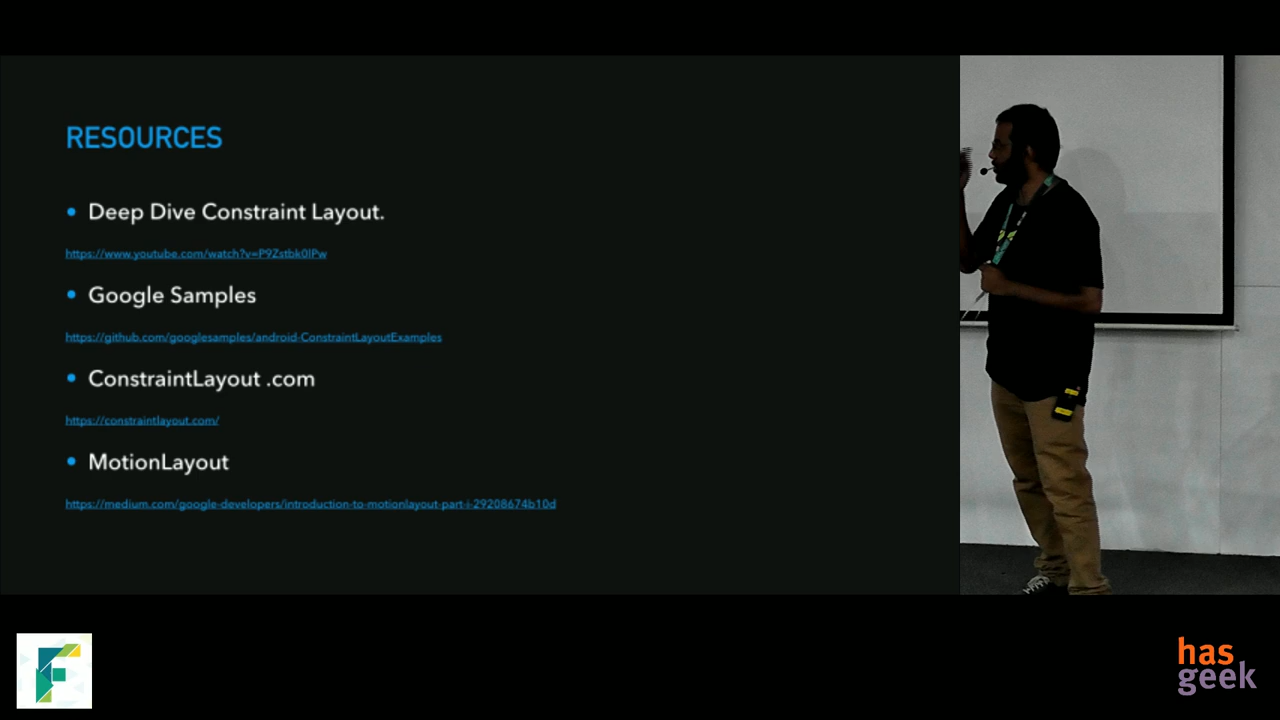 RESOURCES
• Deep Dive Constraint Layout.
https://www.youtube.com/watch?v=P9Zstbk0lPw
• Google Samples
https://github.com/googlesamples/android-ConstraintLayoutExamples
• ConstraintLayout .com
https://constraintlayout.com/
• MotionLayout
https://medium.com/google-developers/introduction-to-motionlayout-part-i-29208674b10d
F
has
geek